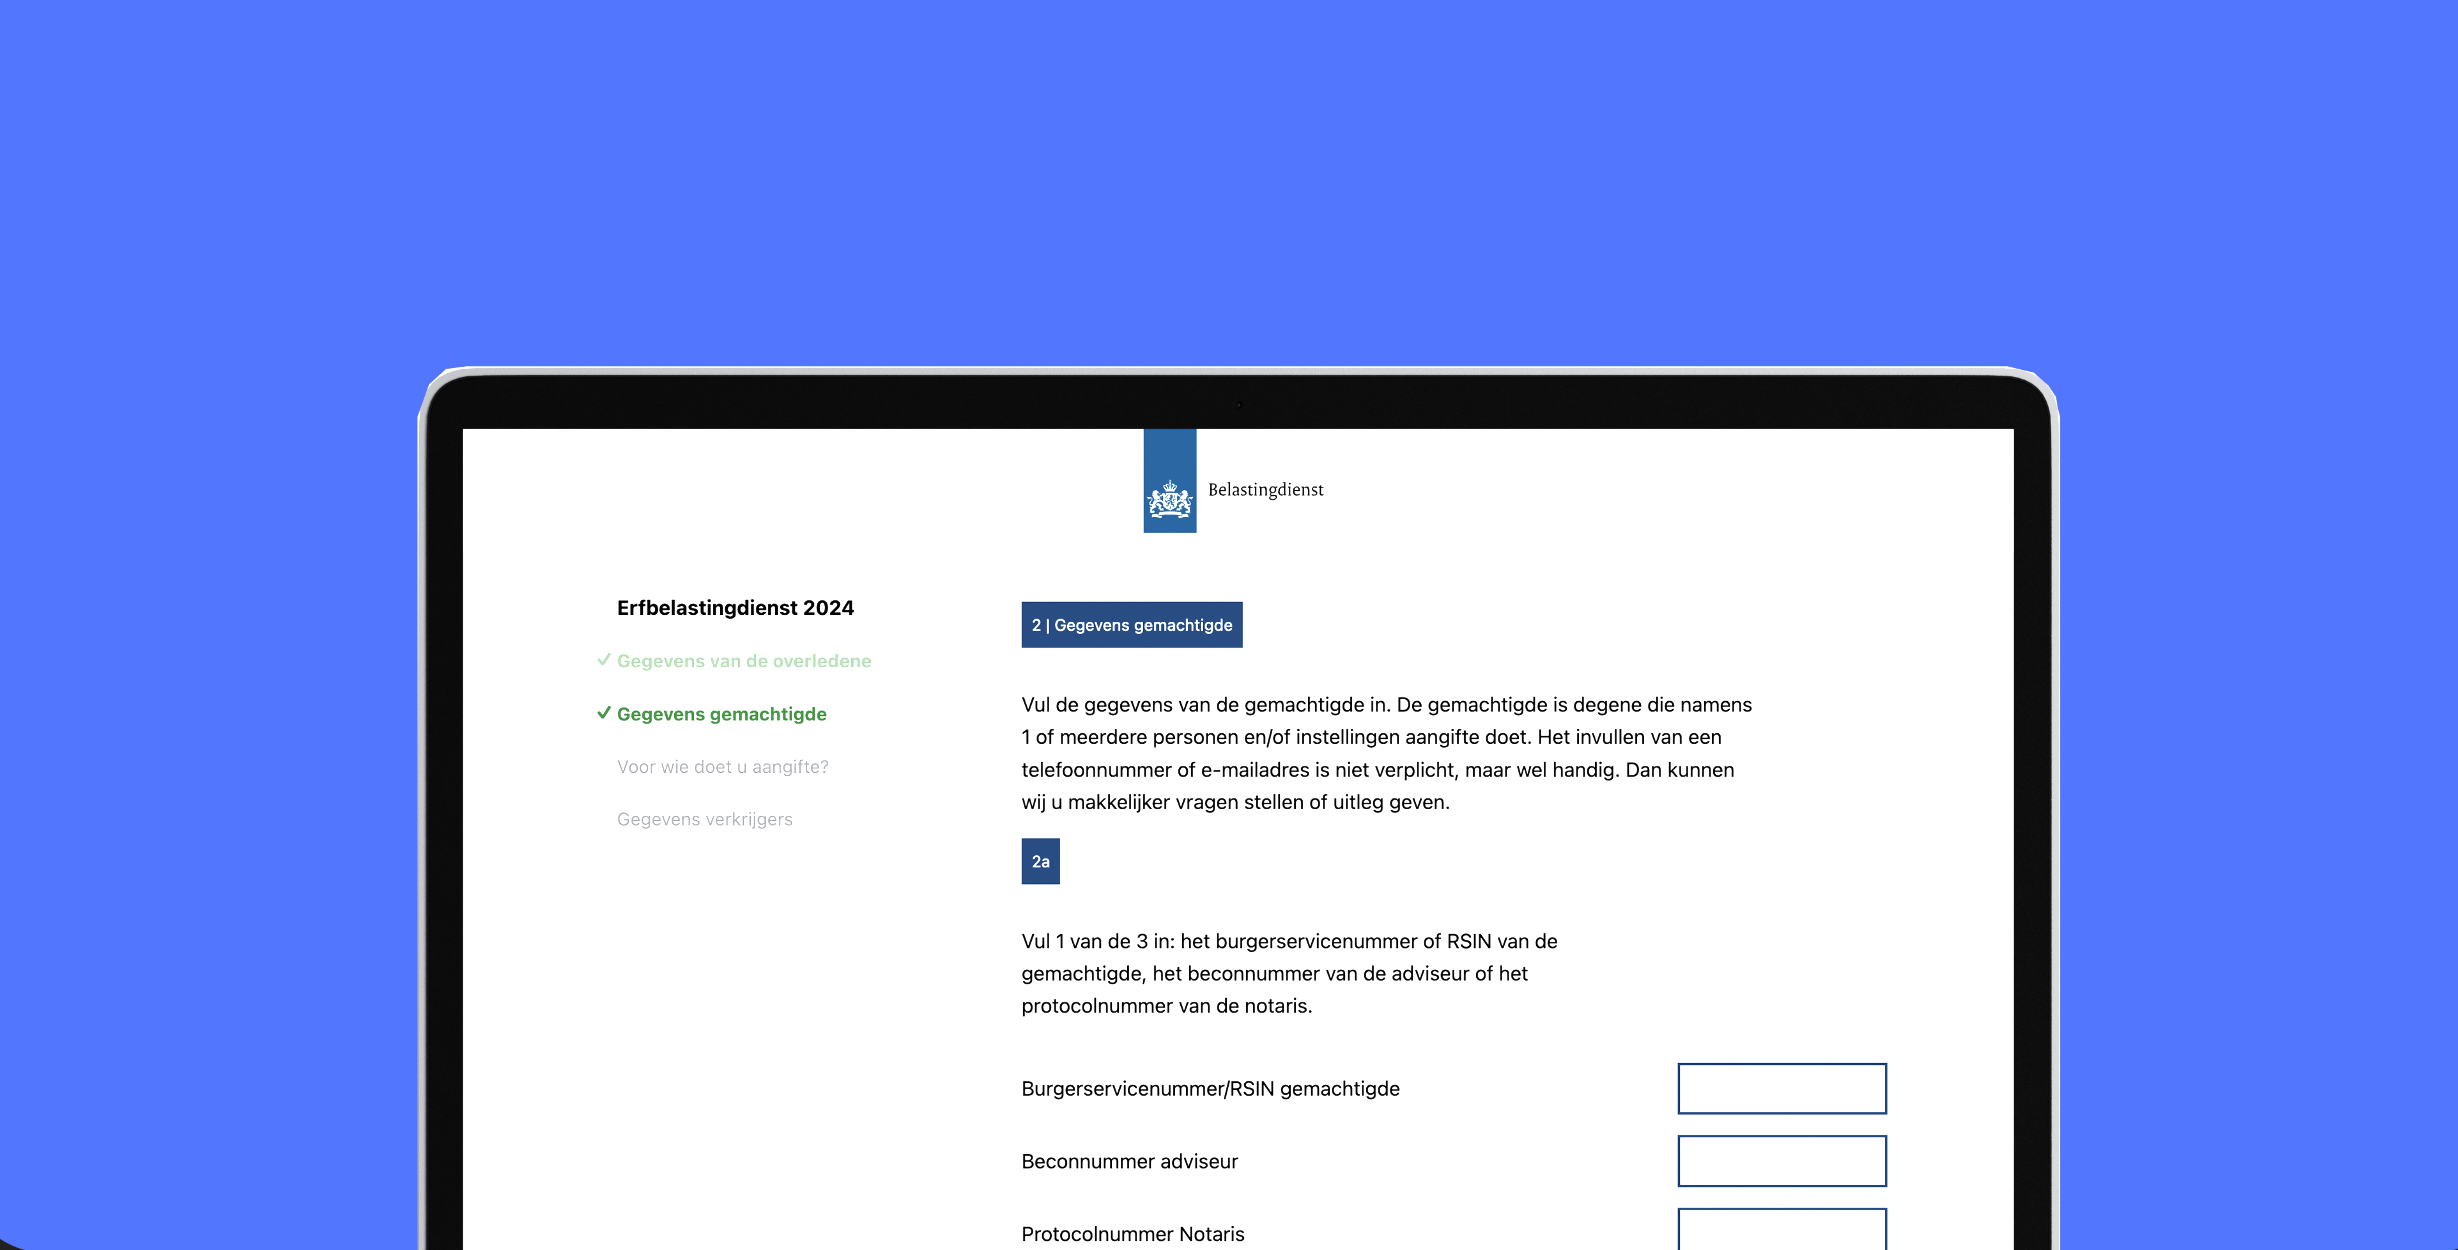 Belastingdienst
Erfbelastingdienst 2024
Gegevens van de overledene
Gegevens gemachtigde
Voor wie doet u aangifte?
Gegevens verkrijgers
2 | Gegevens gemachtigde
Vul de gegevens van de gemachtigde in. De gemachtigde is degene die namens
1 of meerdere personen en/of instellingen aangifte doet. Het invullen van een
telefoonnummer of e-mailadres is niet verplicht, maar wel handig. Dan kunnen
wij u makkelijker vragen stellen of uitleg geven.
2a
Vul 1 van de 3 in: het burgerservicenummer of RSIN van de
gemachtigde, het beconnummer van de adviseur of het
protocolnummer van de notaris.
Burgerservicenummer/RSIN gemachtigde
Beconnummer adviseur
Protocolnummer Notaris